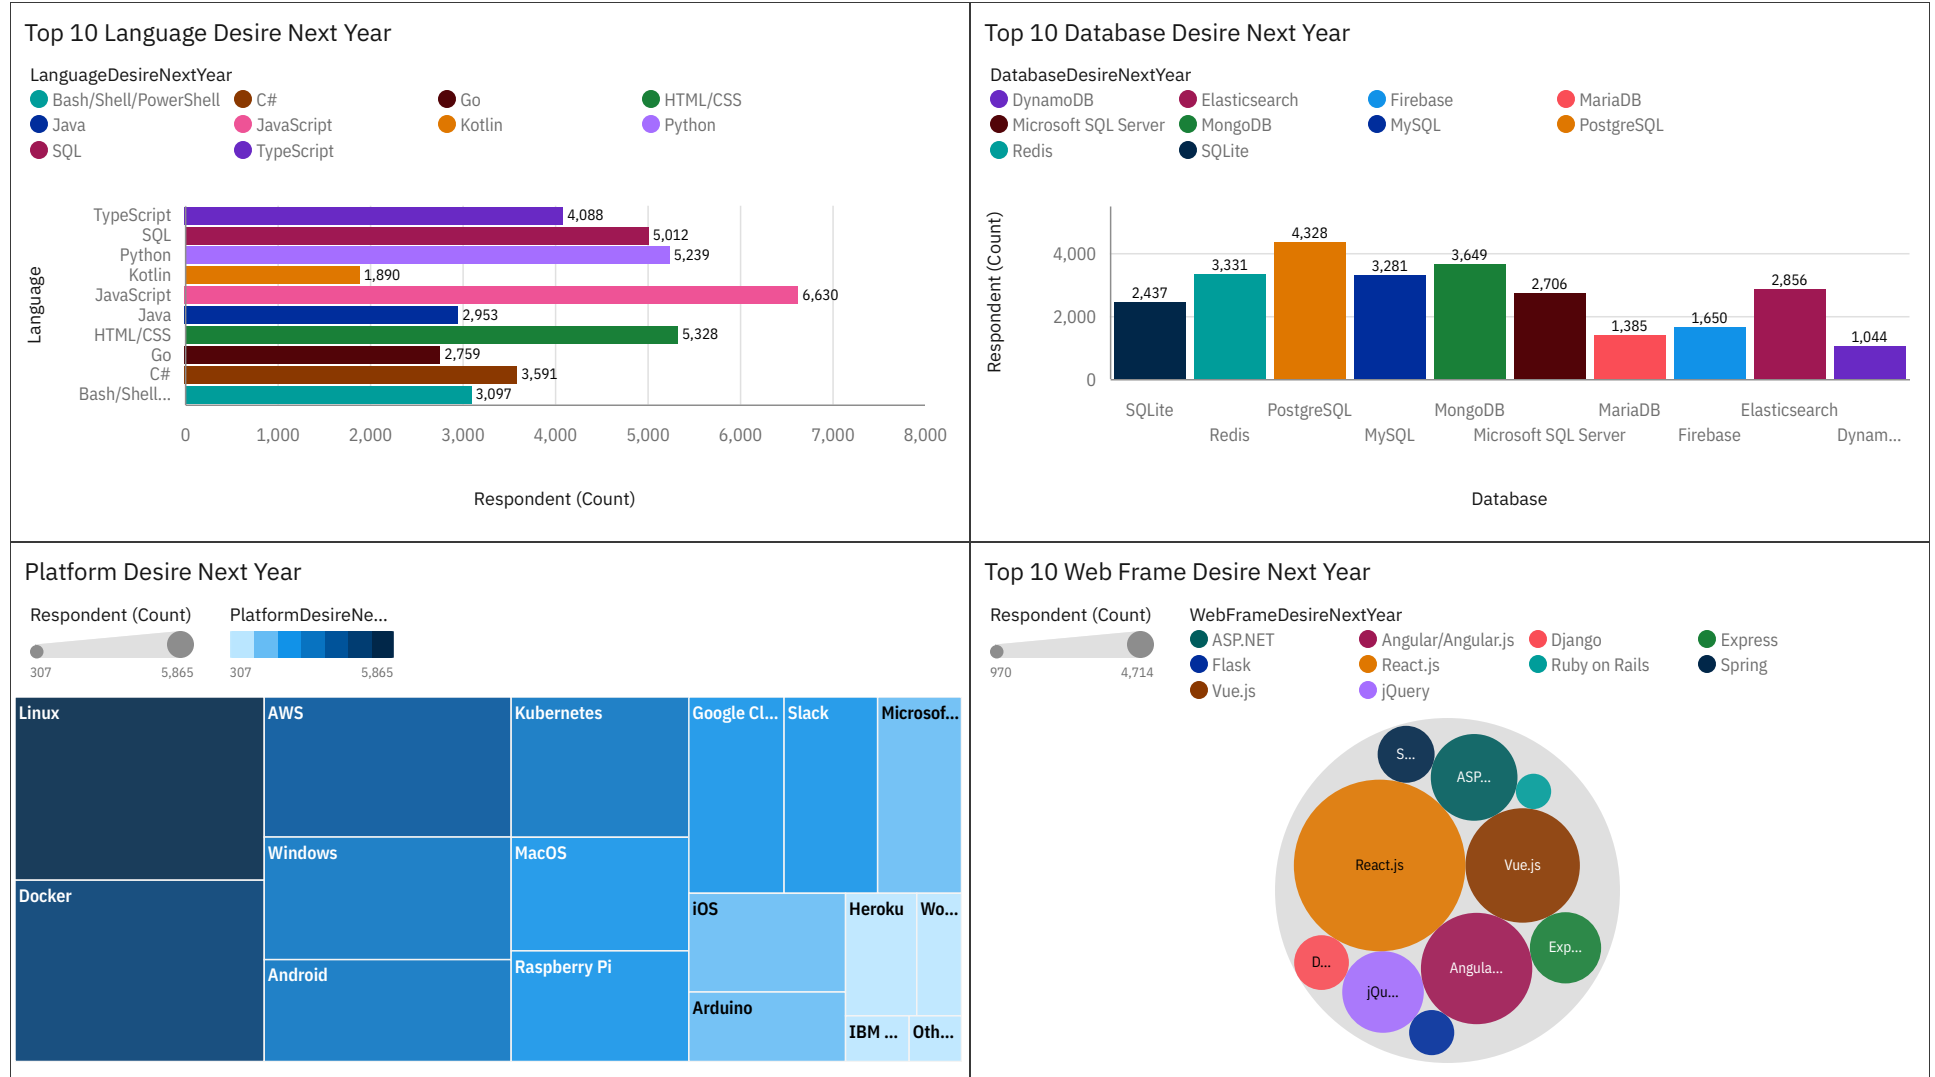 Top 10 Language Desire Next Year
LanguageDesireNextYear
Bash/Shell/PowerShell C# Go HTML/CSS
Java JavaScript Kotlin Python
SQL TypeScript
Language
TypeScript 4,088
SQL 5,012
Python 5,239
Kotlin 1,890
JavaScript 6,630
Java 2,953
HTML/CSS 5,328
Go 2,759
C# 3,591
Bash/Shell... 3,097
0 1,000 2,000 3,000 4,000 5,000 6,000 7,000 8,000
Respondent (Count)
Top 10 Database Desire Next Year
DatabaseDesireNextYear
DynamoDB Elasticsearch Firebase MariaDB
Microsoft SQL Server MongoDB MySQL PostgreSQL
Redis SQLite
Respondent (Count)
4,000
2,000
0
2,437 3,331 4,328 3,281 3,649 2,706 1,385 1,650 2,856 1,044
SQLite PostgreSQL MongoDB MariaDB Elasticsearch
Redis MySQL Microsoft SQL Server Firebase Dynam...
Database
Platform Desire Next Year
Respondent (Count) PlatformDesireNe...
307 5,865 307 5,865
Linux AWS Kubernetes Google Cl... Slack Microsof...
Windows MacOS
Docker iOS Heroku Wo...
Android Raspberry Pi
Arduino IBM ... Oth...
Top 10 Web Frame Desire Next Year
Respondent (Count) WebFrameDesireNextYear
ASP.NET Angular/Angular.js Django Express
970 4,714
Flask React.js Ruby on Rails Spring
Vue.js jQuery
S...
ASP...
React.js Vue.js
Exp...
D... Angula...
jQu...